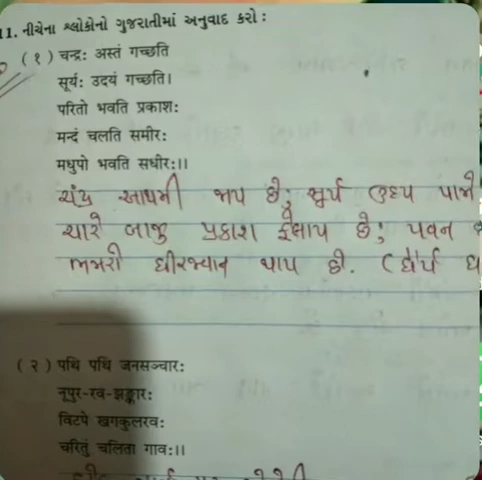 11. નીચેના શ્લોકોનો ગુજરાતીમાં અનુવાદ કરો :
( १ ) चन्द्र: अस्तं गच्छति
सूर्य: उदयं गच्छति।
परितो भवति प्रकाश:
मन्दं चलति समीर:
मधुपो भवति सधीर:।।
ચંદ્ર આથમી જાય છે; સૂર્ય ઉદય પામે
ચારે બાજુ પ્રકાશ ફેલાય છે; પવન
ભમરો ધીરજવાન થાય છે. (ધૈર્ય
( २ ) पथि पथि जनसञ्चार:
नूपुर-रव-झङ्कार:
विटपे खगकुलरव:
चरितुं चलिता गाव:।।